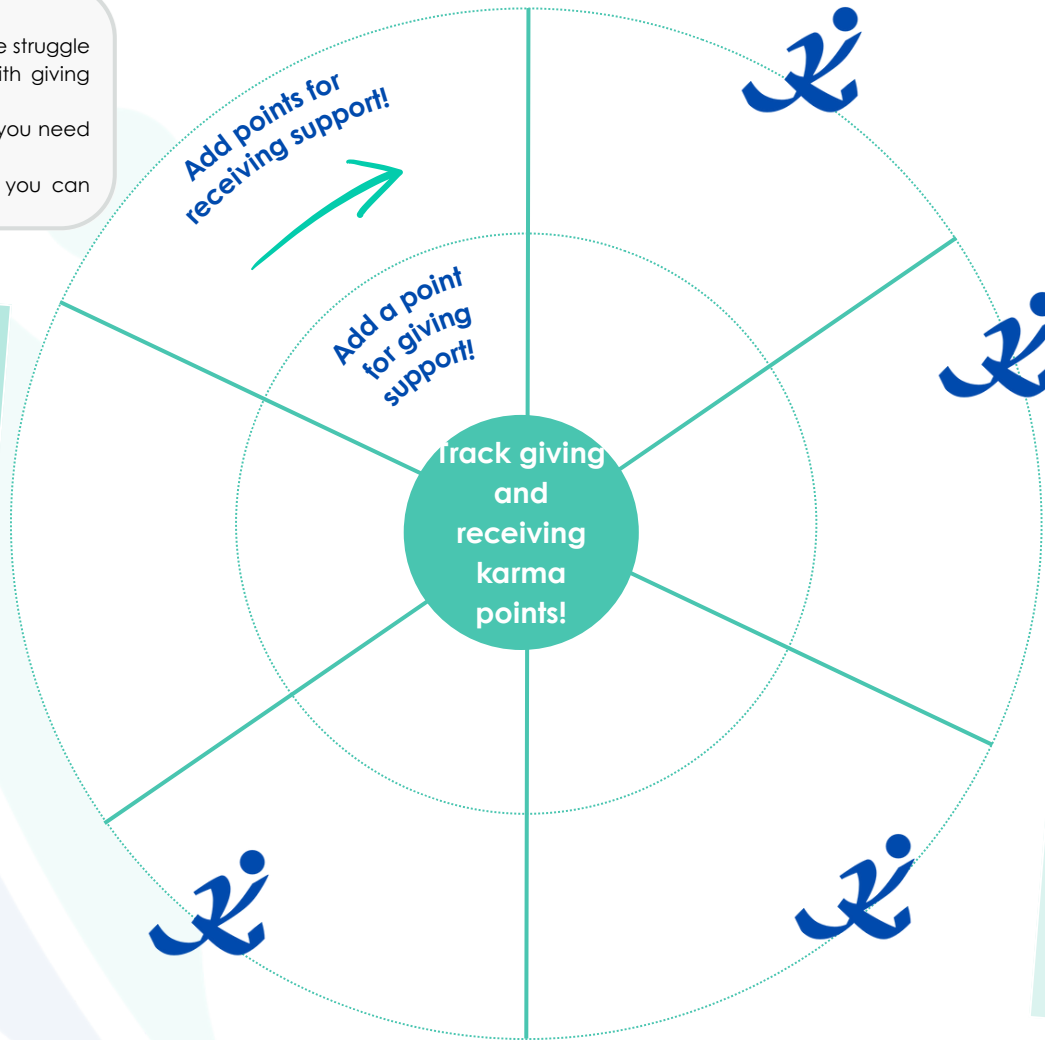 e struggle
ith giving
you need
you can
Add points for
receiving support!
Add a point
for giving
support!
Track giving
and
receiving
karma
points!